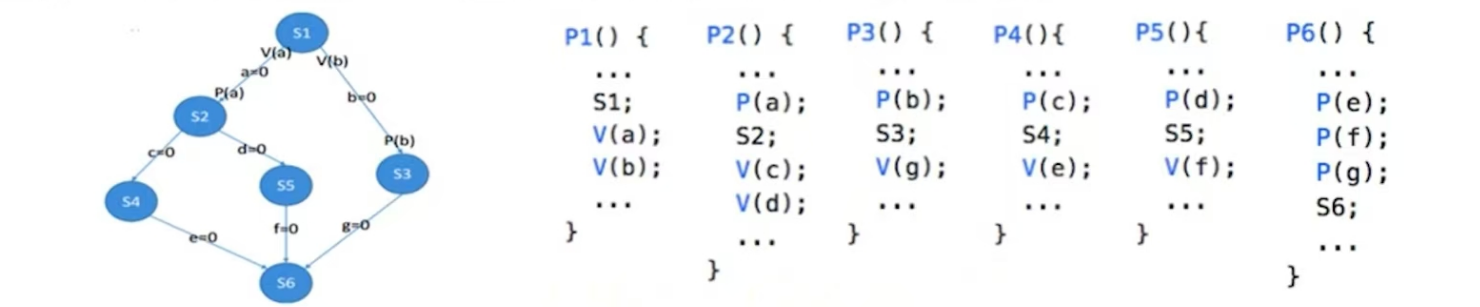 S1
V(a)
V(b)
a=0
P(a)
b=0
S2
P(b)
c=0
d=0
S3
S5
S4
f=0
g=0
e=0
S6
P1() {
...
S1;
V(a);
V(b);
...
}
P2() {
...
P(a);
S2;
V(c);
V(d);
...
}
P3() {
...
P(b);
S3;
V(g);
...
}
P4(){
...
P(c);
S4;
V(e);
...
}
P5(){
...
P(d);
S5;
V(f);
...
}
P6() {
...
P(e);
P(f);
P(g);
S6;
...
}